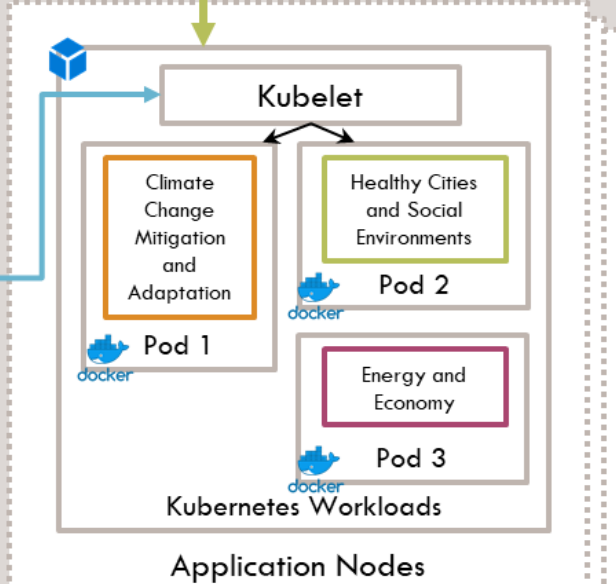 Kubelet
Climate
Change
Mitigation
and
Adaptation
docker
Pod 1
Healthy Cities
and Social
Environments
docker
Pod 2
Energy and
Economy
docker
Pod 3
Kubernetes Workloads
Application Nodes